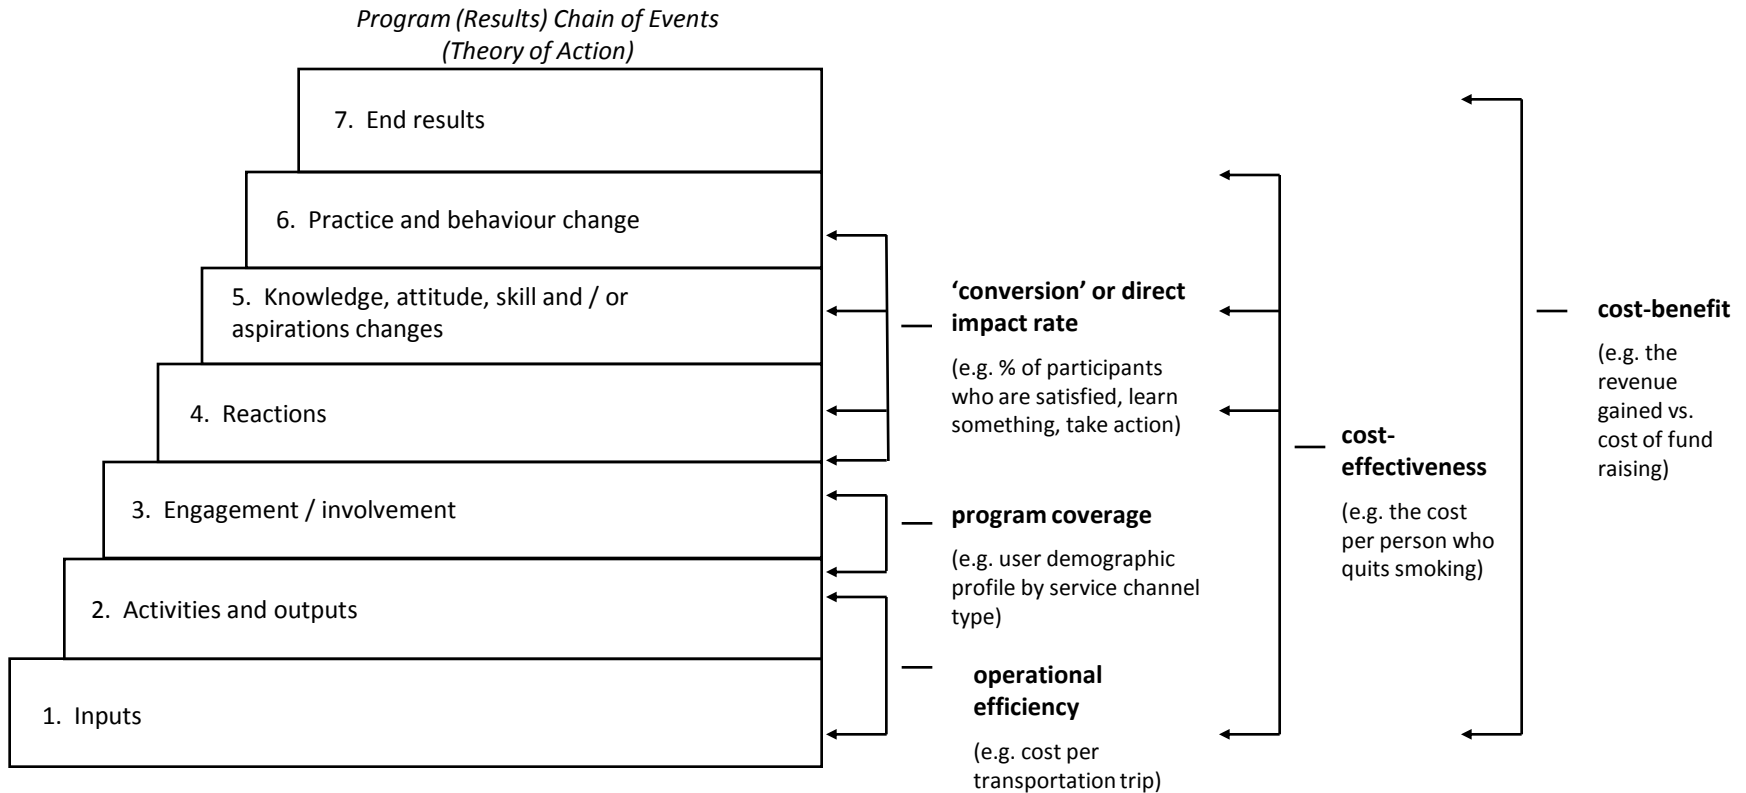 Program (Results) Chain of Events
(Theory of Action)
7. End results
6. Practice and behaviour change
5. Knowledge, attitude, skill and / or
aspirations changes
4. Reactions
3. Engagement / involvement
2. Activities and outputs
1. Inputs
‘conversion’ or direct
impact rate
(e.g. % of participants
who are satisfied, learn
something, take action)
program coverage
(e.g. user demographic
profile by service channel
type)
operational
efficiency
(e.g. cost per
transportation trip)
cost-
effectiveness
(e.g. the cost
per person who
quits smoking)
cost-benefit
(e.g. the
revenue
gained vs.
cost of fund
raising)